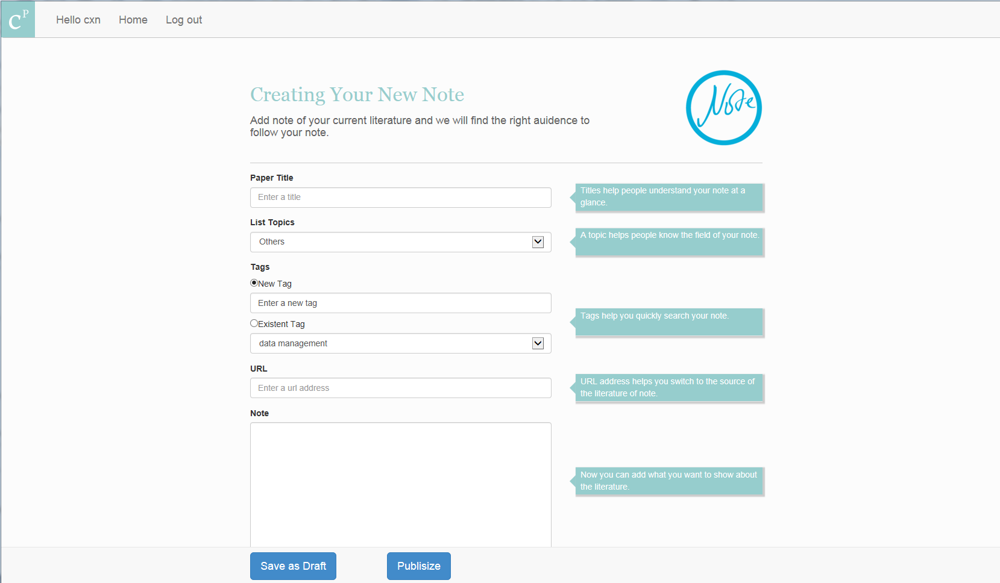 CP
Hello cxn Home Log out
Creating Your New Note
Note
Add note of your current literature and we will find the right auidence to
follow your note.
Paper Title
Enter a title
Titles help people understand your note at a
glance.
List Topics
Others
A topic helps people know the field of your note.
Tags
New Tag
Enter a new tag
Tags help you quickly search your note.
Existent Tag
data management
URL
Enter a url address
URL address helps you switch to the source of
the literature of note.
Note
Now you can add what you want to show about
the literature.
Save as Draft Publisize